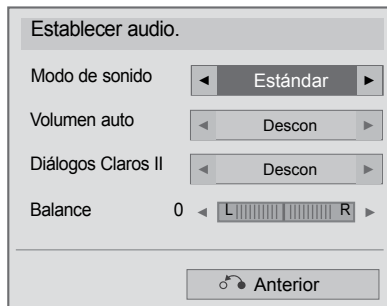 Establecer audio.
Modo de sonido ◄ Estándar ►
Volumen auto ◄ Descon ►
Diálogos Claros II ◄ Descon ►
Balance 0 ◄ L R ►
Anterior